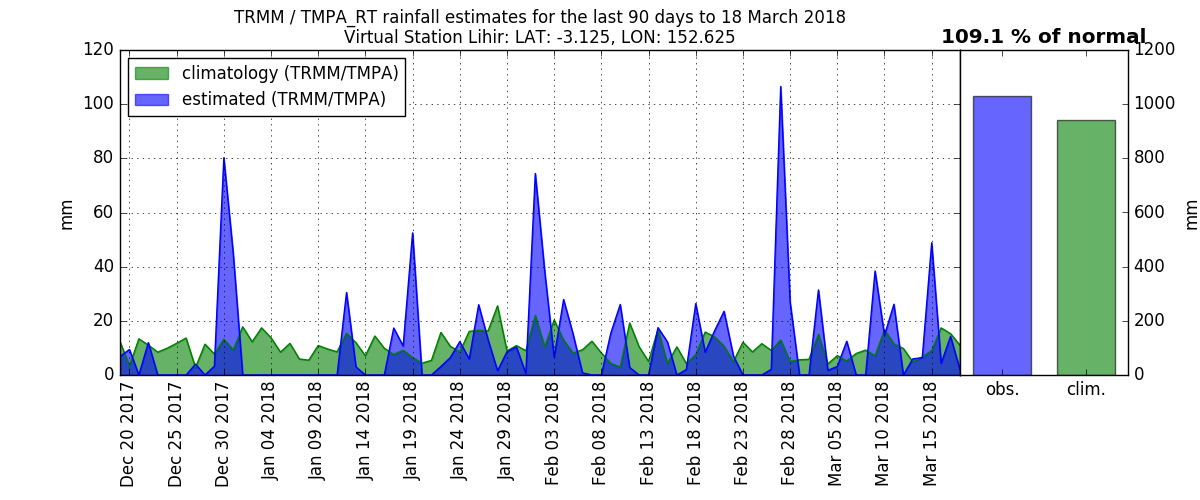 TRMM / TMPA_RT rainfall estimates for the last 90 days to 18 March 2018
Virtual Station Lihir: LAT: -3.125, LON: 152.625
109.1 % of normal
climatology (TRMM/TMPA)
estimated (TRMM/TMPA)
120
100
80
60
40
20
0
mm
Dec 20 2017
Dec 25 2017
Dec 30 2017
Jan 04 2018
Jan 09 2018
Jan 14 2018
Jan 19 2018
Jan 24 2018
Jan 29 2018
Feb 03 2018
Feb 08 2018
Feb 13 2018
Feb 18 2018
Feb 23 2018
Feb 28 2018
Mar 05 2018
Mar 10 2018
Mar 15 2018
obs.
clim.
1200
1000
800
600
400
200
0
mm